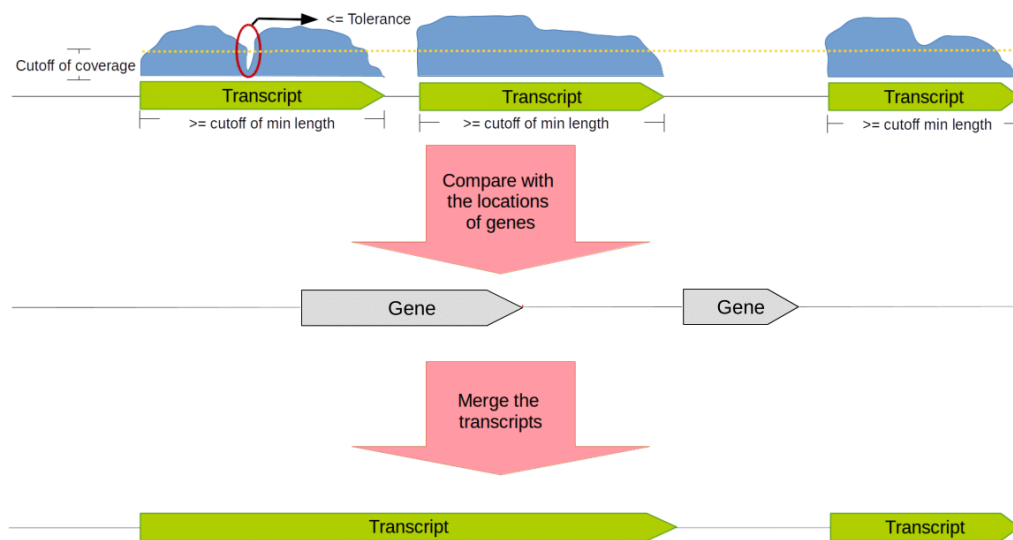 <= Tolerance
Cutoff of coverage
Transcript
Transcript
Transcript
>= cutoff of min length
>= cutoff of min length
>= cutoff min length
Compare with
the locations
of genes
Gene
Gene
Merge the
transcripts
Transcript
Transcript